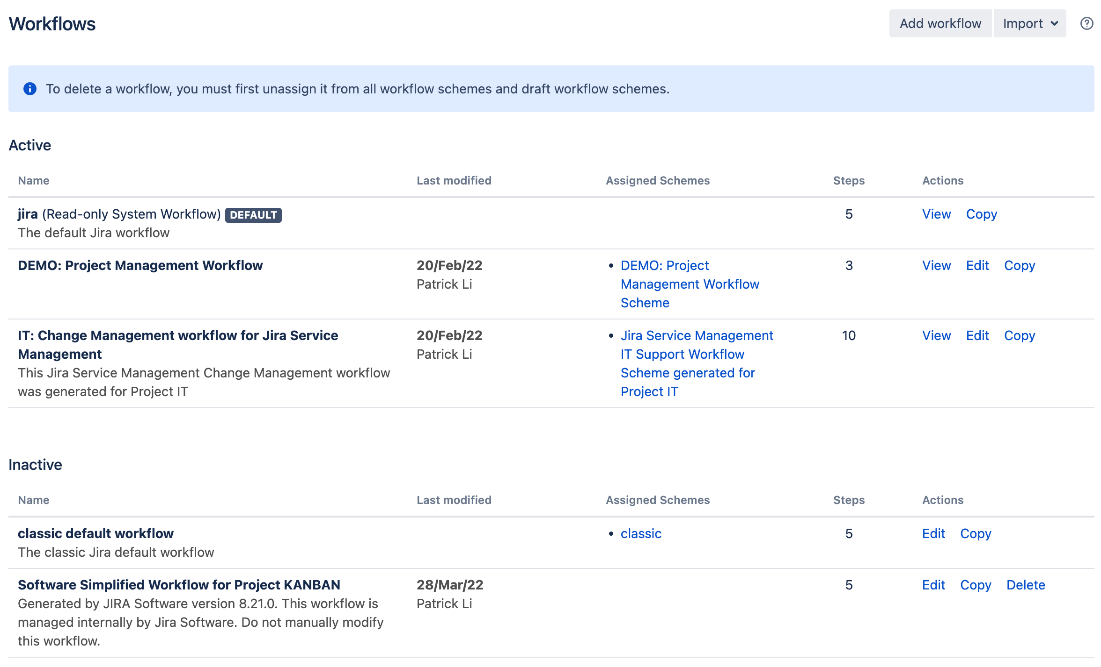 Workflows
Add workflow
Import
To delete a workflow, you must first unassign it from all workflow schemes and draft workflow schemes.
Active
Name Last modified Assigned Schemes Steps Actions
jira (Read-only System Workflow) DEFAULT 5 View Copy
The default Jira workflow
DEMO: Project Management Workflow 20/Feb/22 • DEMO: Project 3 View Edit Copy
Patrick Li Management Workflow
Scheme
IT: Change Management workflow for Jira Service 20/Feb/22 • Jira Service Management 10 View Edit Copy
Management Patrick Li IT Support Workflow
This Jira Service Management Change Management workflow Scheme generated for
was generated for Project IT Project IT
Inactive
Name Last modified Assigned Schemes Steps Actions
classic default workflow • classic 5 Edit Copy
The classic Jira default workflow
Software Simplified Workflow for Project KANBAN 28/Mar/22 5 Edit Copy Delete
Generated by JIRA Software version 8.21.0. This workflow is Patrick Li
managed internally by Jira Software. Do not manually modify
this workflow.